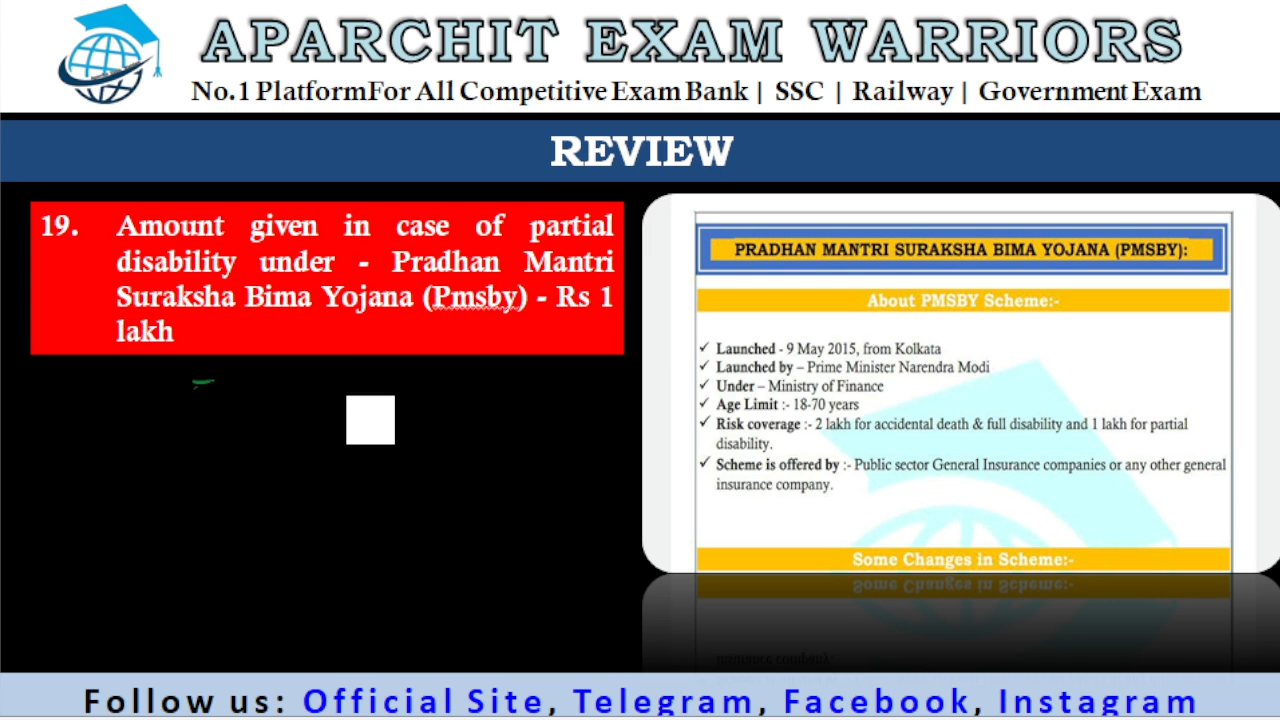 APARCHIT EXAM WARRIORS
No.1 PlatformFor All Competitive Exam Bank | SSC | Railway | Government Exam
REVIEW
19. Amount given in case of partial
disability under - Pradhan Mantri
Suraksha Bima Yojana (Pmsby) - Rs 1
lakh
PRADHAN MANTRI SURAKSHA BIMA YOJANA (PMSBY):
About PMSBY Scheme:-
✓ Launched - 9 May 2015, from Kolkata
✓ Launched by – Prime Minister Narendra Modi
✓ Under – Ministry of Finance
✓ Age Limit :- 18-70 years
✓ Risk coverage :- 2 lakh for accidental death & full disability and 1 lakh for partial
disability.
✓ Scheme is offered by :- Public sector General Insurance companies or any other general
insurance company.
Some Changes in Scheme:-
Follow us: Official Site, Telegram, Facebook, Instagram